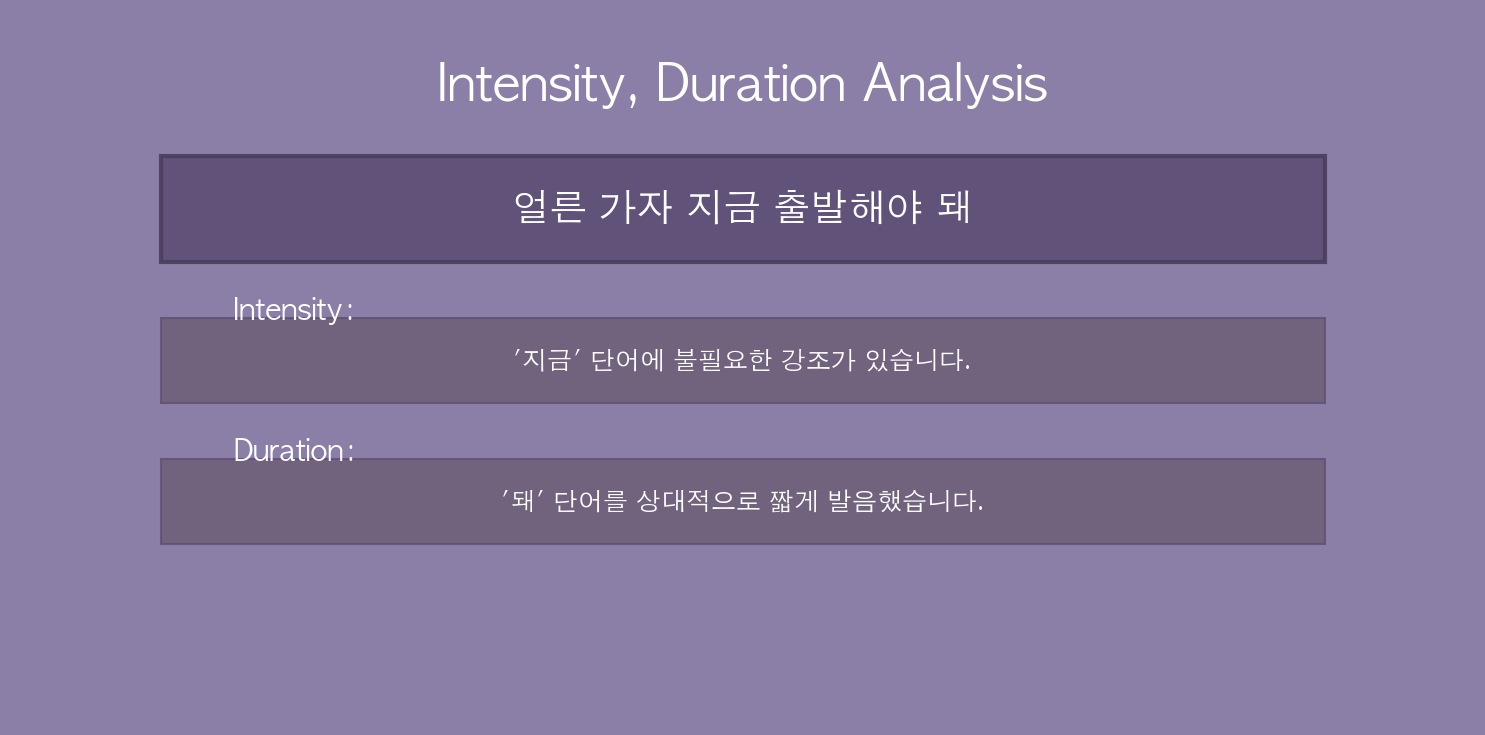 Intensity, Duration Analysis
얼른 가자 지금 출발해야 돼
Intensity:
'지금' 단어에 불필요한 강조가 있습니다.
Duration:
'돼' 단어를 상대적으로 짧게 발음했습니다.